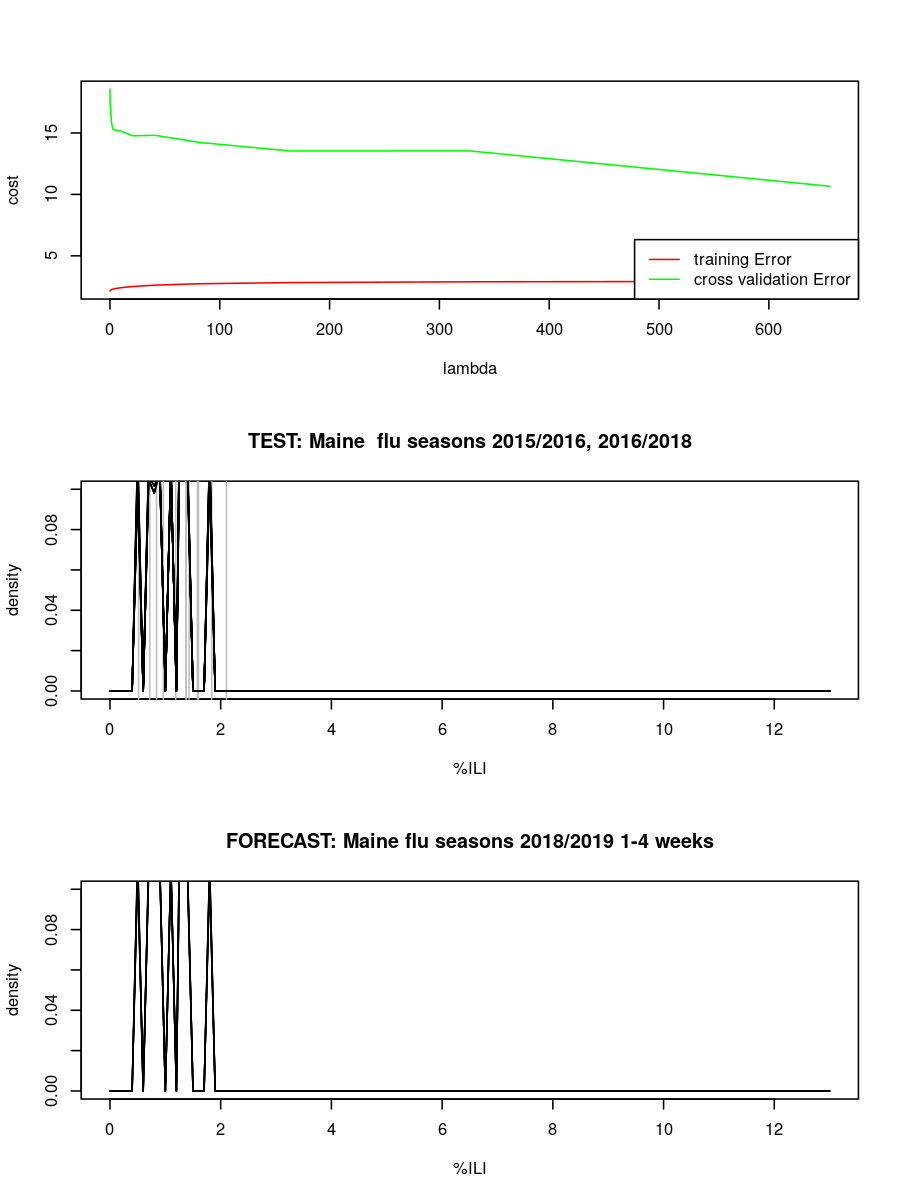 15
10
5
cost
training Error
cross validation Error
0 100 200 300 400 500 600
lambda
TEST: Maine  flu seasons 2015/2016, 2016/2018
0.08
0.04
0.00
density
0 2 4 6 8 10 12
%ILI
FORECAST: Maine flu seasons 2018/2019 1-4 weeks
0.08
0.04
0.00
density
0 2 4 6 8 10 12
%ILI